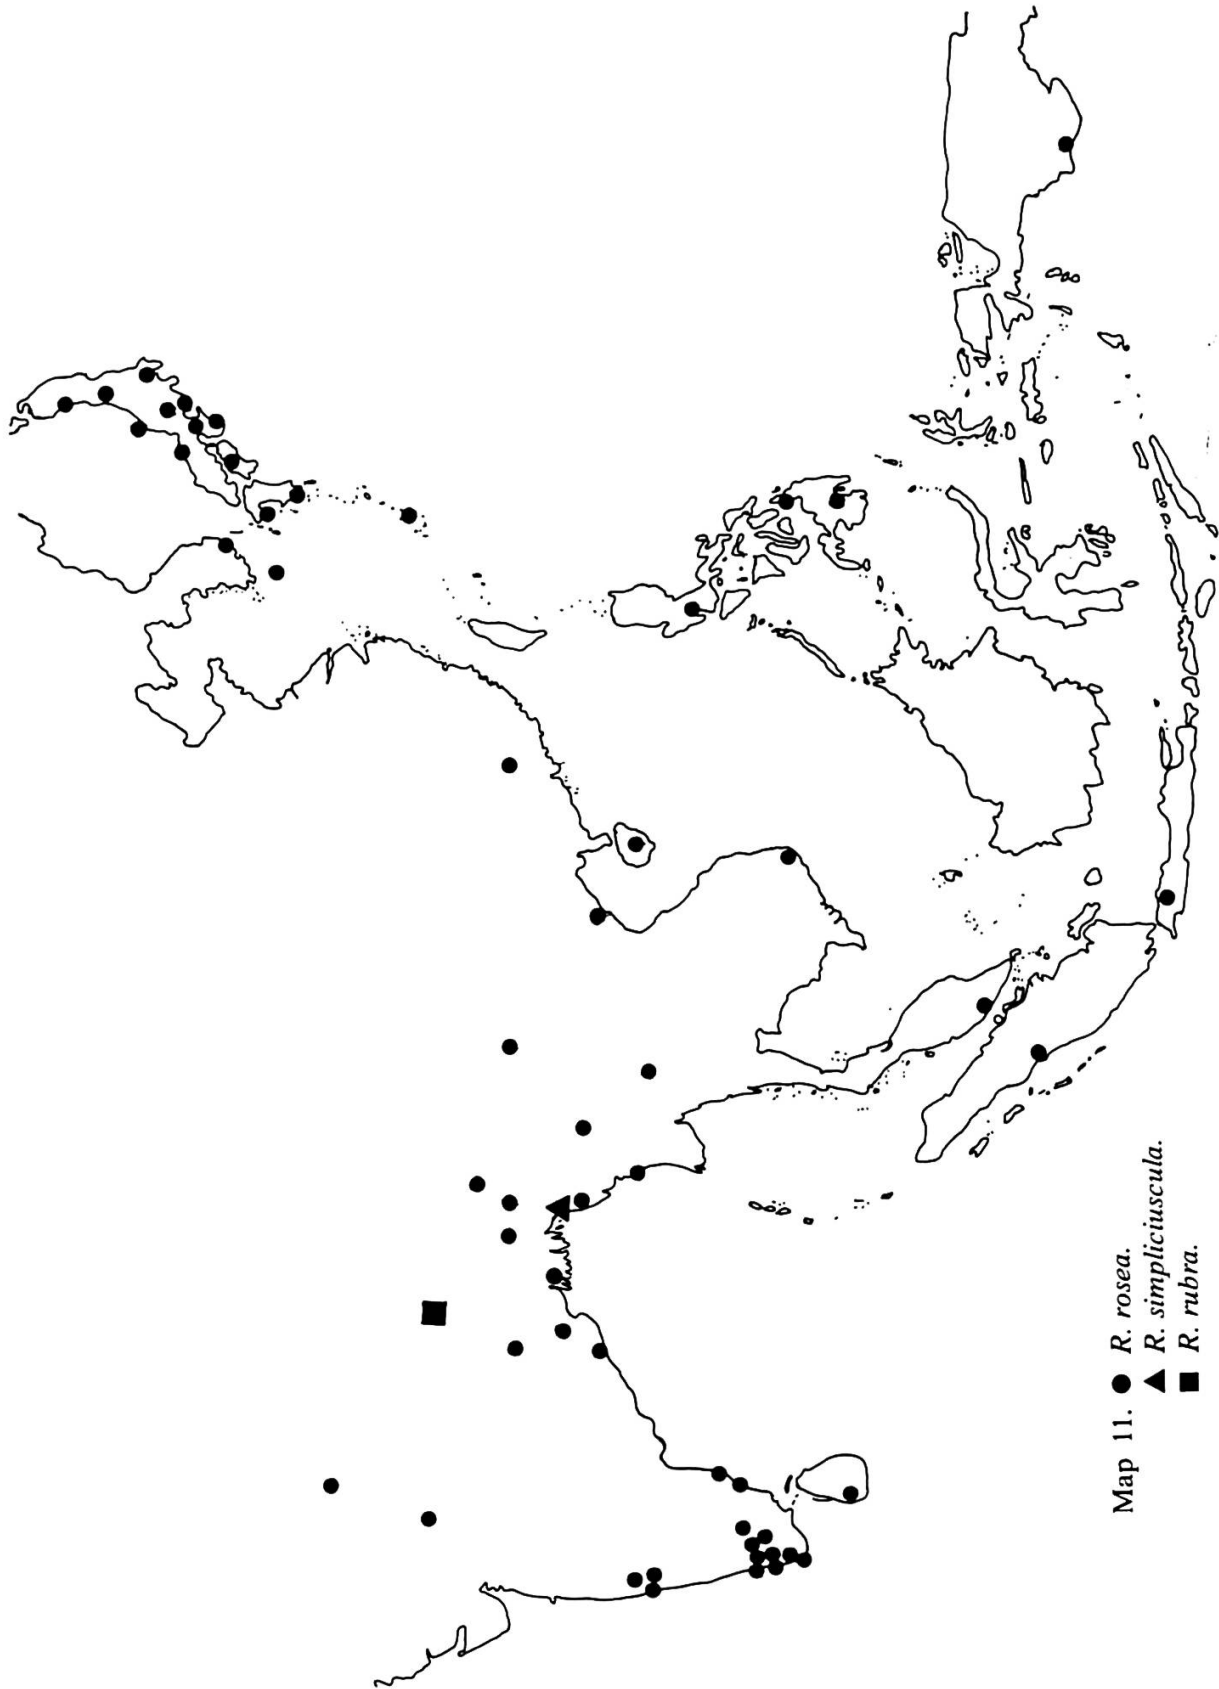 Map 11. ● R. rosea.
▲ R. simpliciuscula.
■ R. rubra.